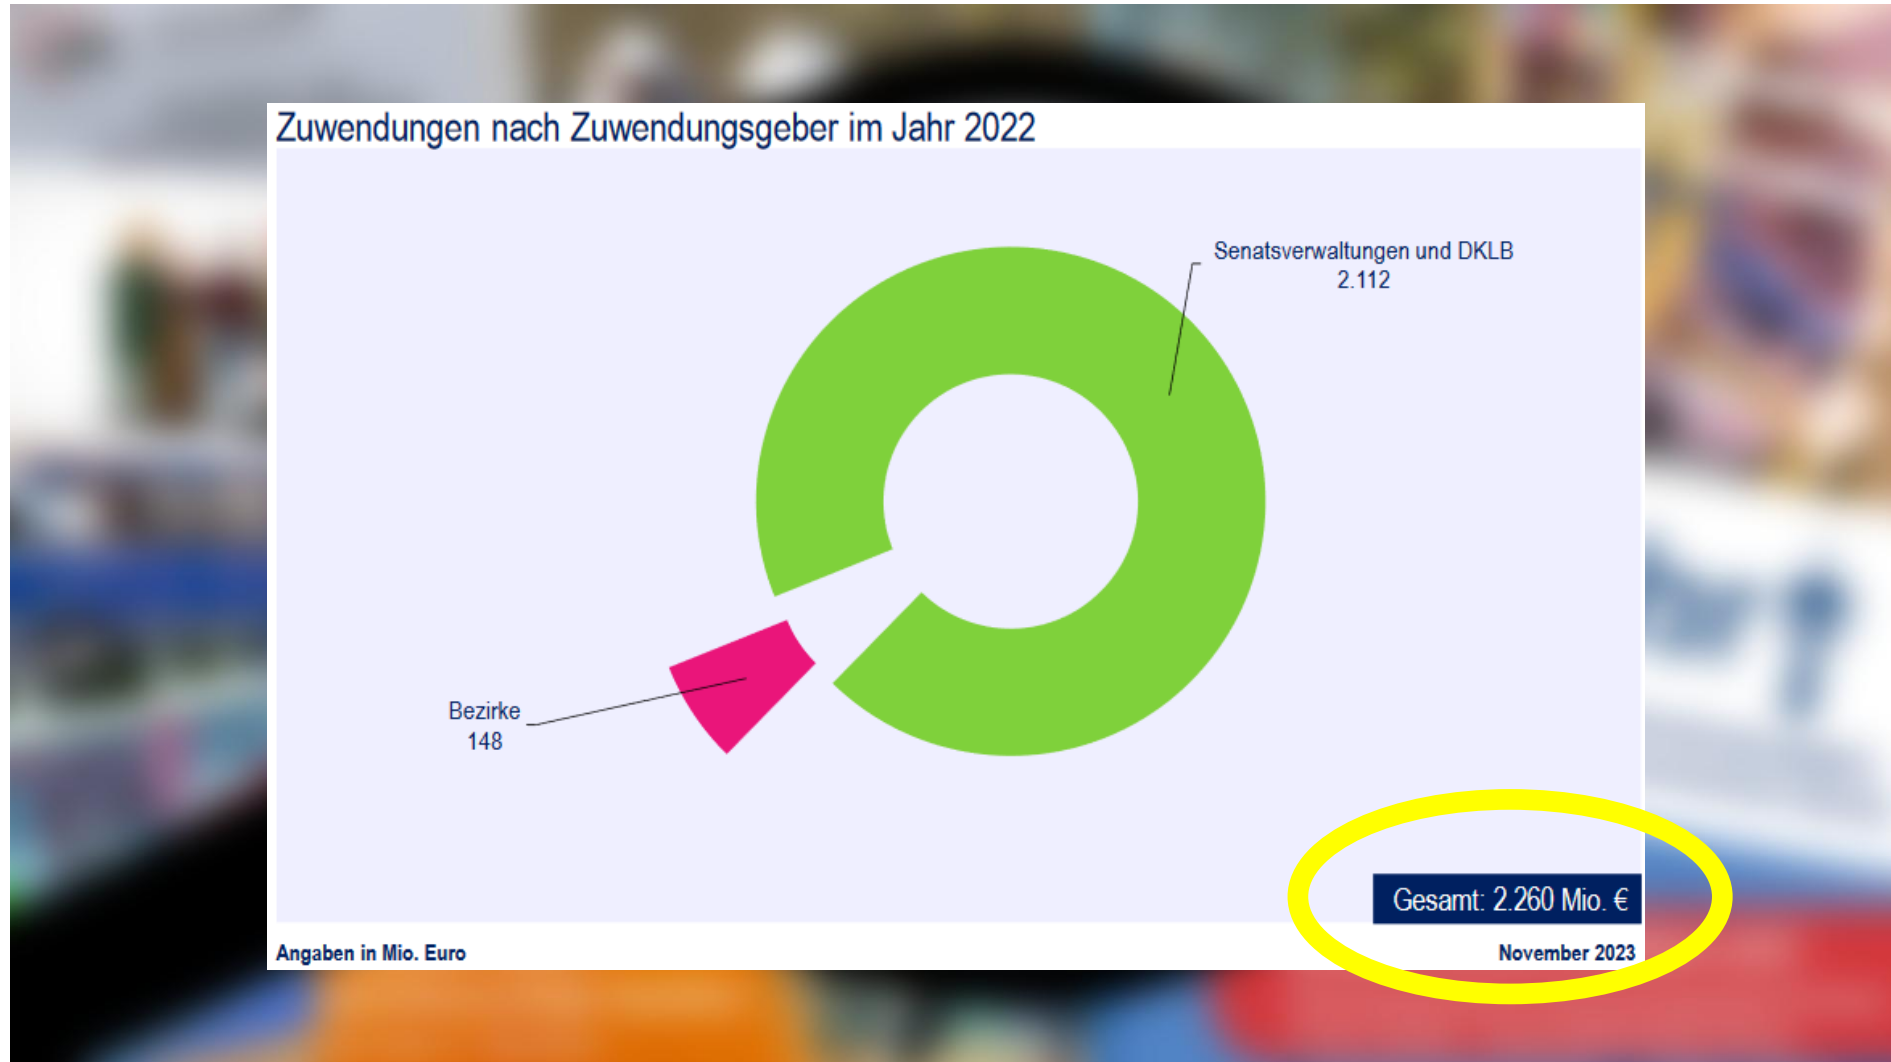 Zuwendungen nach Zuwendungsgeber im Jahr 2022
Senatsverwaltungen und DKLB
2.112
Bezirke
148
Gesamt: 2.260 Mio. €
Angaben in Mio. Euro
November 2023